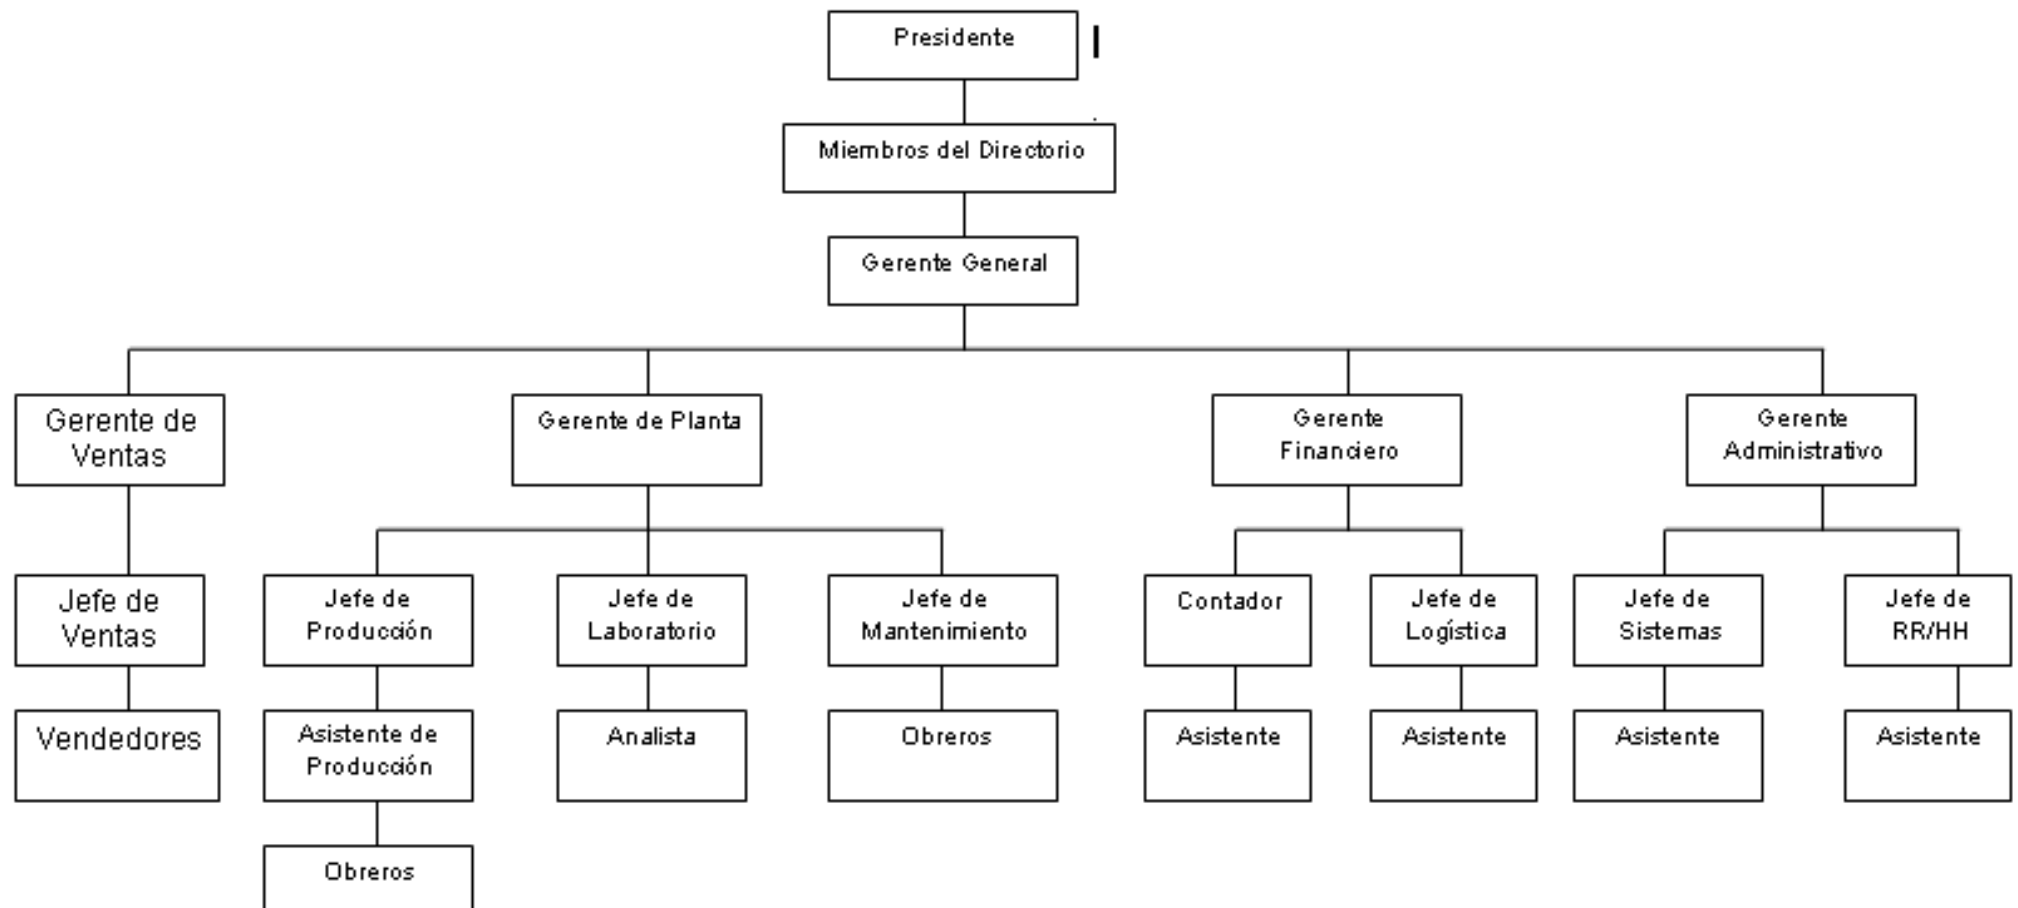 Presidente
Miembros del Directorio
Gerente General
Gerente de
Ventas
Gerente de Planta
Gerente
Financiero
Gerente
Administrativo
Jefe de
Ventas
Jefe de
Producción
Jefe de
Laboratorio
Jefe de
Mantenimiento
Contador
Jefe de
Logística
Jefe de
Sistemas
Jefe de
RR/HH
Vendedores
Asistente de
Producción
Analista
Obreros
Asistente
Asistente
Asistente
Asistente
Obreros